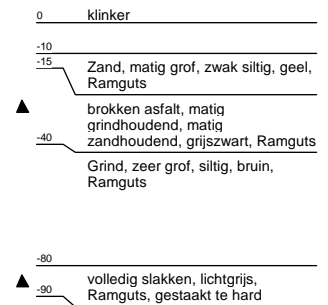 0 klinker
-10
-15
Zand, matig grof, zwak siltig, geel,
Ramguts
brokken asfalt, matig
grindhoudend, matig
-40 zandhoudend, grijszwart, Ramguts
Grind, zeer grof, siltig, bruin,
Ramguts
-80
volledig slakken, lichtgrijs,
-90 Ramguts, gestaakt te hard